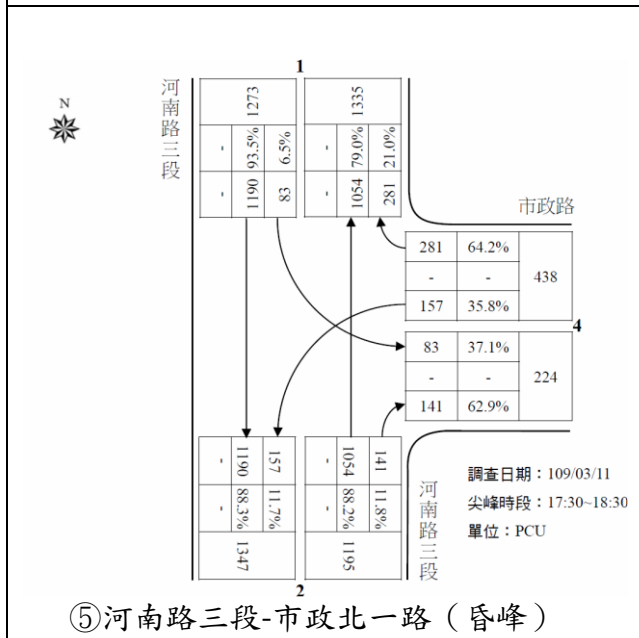 1
河南路三段
N
1273
1335
- 93.5% 6.5%
- 79.0% 21.0%
- 1190 83
- 1054 281
市政路
281 64.2%
- - 438
157 35.8%
4
83 37.1%
- - 224
141 62.9%
- 1190 157
- 1054 141
- 88.3% 11.7%
- 88.2% 11.8%
1347
1195
2
河南路三段
調查日期：109/03/11
尖峰時段：17:30~18:30
單位：PCU
⑤河南路三段-市政北一路（昏峰）